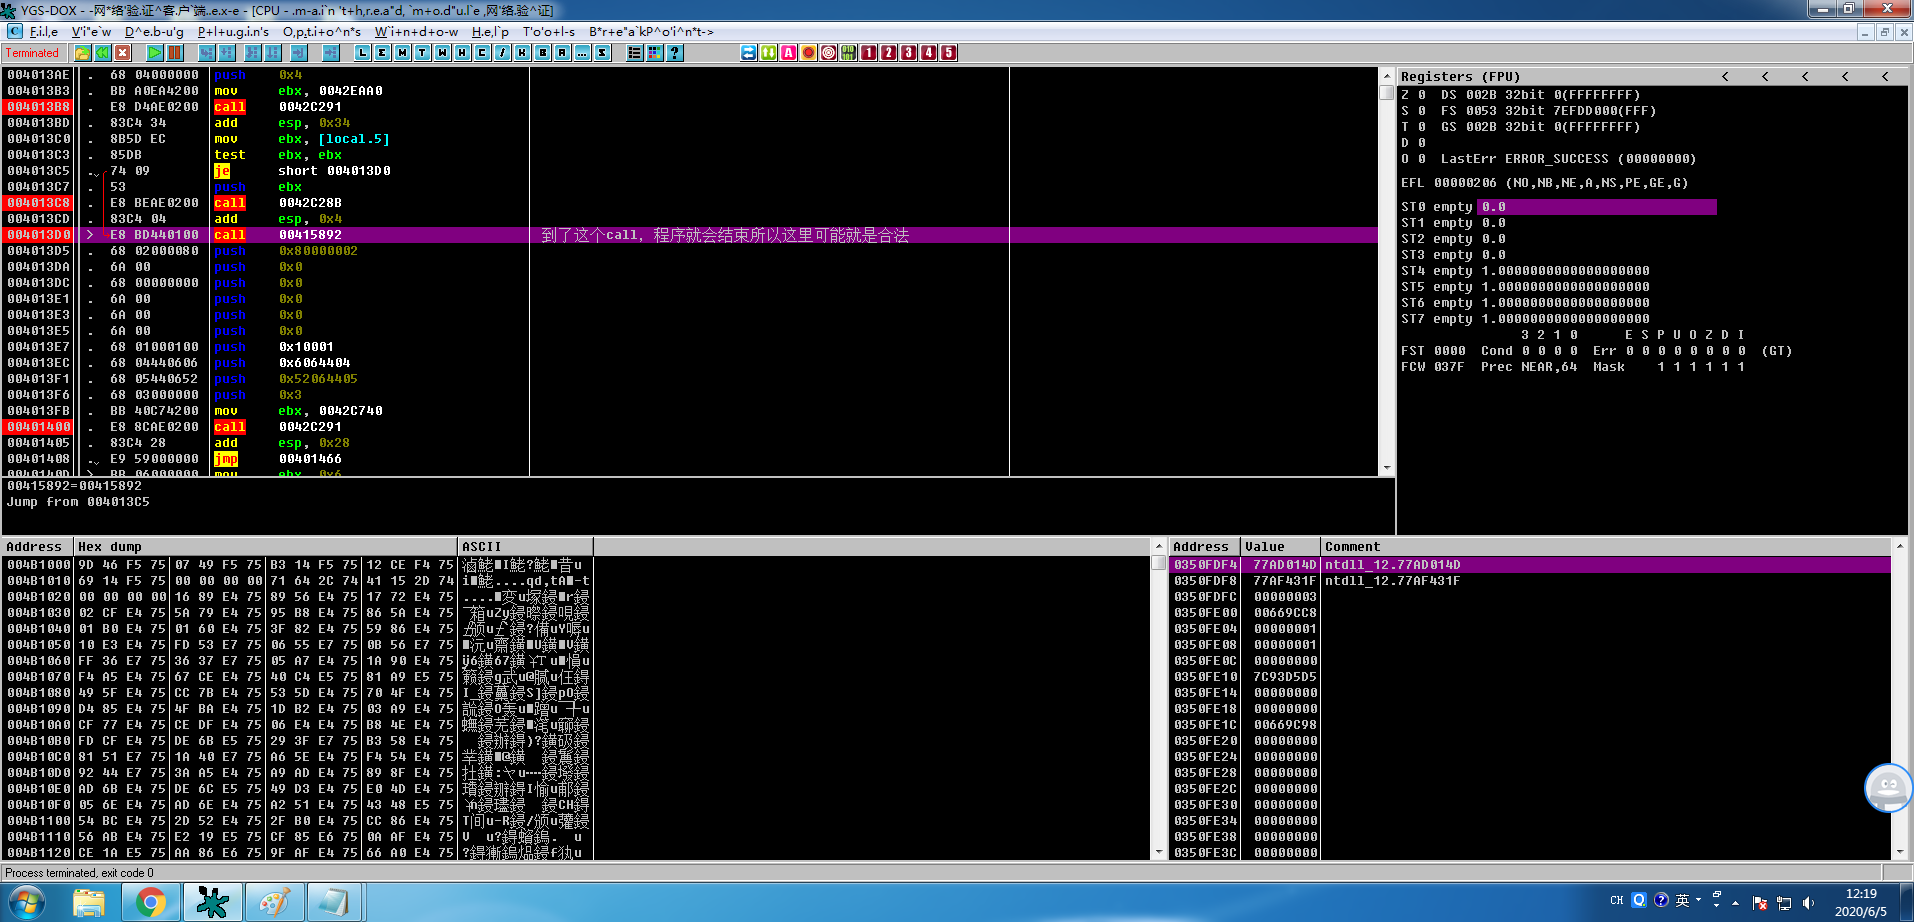 YGS-DOX - -网*络'验.证^客.户`端..e.x-e - [CPU - .m-a.i`n 't+h,r.e.a"d, `m+o.d"u.l`e ,网'络.验^证]
F.i.l,e V'i"e`w D^e.b-u'g P+l+u.g.i.n's O,p,t.i+o^n*s W`i+n+d+o-w H.e,l`p T'o'o+l-s B*r+e"a`kP^o'i^n*t->
Terminated L E M T W H C / K B R ... S ? A 1 2 3 4 5
004013AE . 68 04000000 push 0x4
004013B3 . BB A0EA4200 mov ebx, 0042EAA0
004013B8 . E8 D4AE0200 call 0042C291
004013BD . 83C4 34 add esp, 0x34
004013C0 . 8B5D EC mov ebx, [local.5]
004013C3 . 85DB test ebx, ebx
004013C5 . 74 09 je short 004013D0
004013C7 . 53 push ebx
004013C8 . E8 BEAE0200 call 0042C28B
004013CD . 83C4 04 add esp, 0x4
004013D0 > E8 BD440100 call 00415892 到了这个call, 程序就会结束所以这里可能就是合法
004013D5 . 68 02000080 push 0x80000002
004013DA . 6A 00 push 0x0
004013DC . 68 00000000 push 0x0
004013E1 . 6A 00 push 0x0
004013E3 . 6A 00 push 0x0
004013E5 . 6A 00 push 0x0
004013E7 . 68 01000100 push 0x10001
004013EC . 68 04440606 push 0x6064404
004013F1 . 68 05440652 push 0x52064405
004013F6 . 68 03000000 push 0x3
004013FB . BB 40C74200 mov ebx, 0042C740
00401400 . E8 8CAE0200 call 0042C291
00401405 . 83C4 28 add esp, 0x28
00401408 . E9 59000000 jmp 00401466
0040140D > BB 06000000 mov ebx, 0x6
00415892=00415892
Jump from 004013C5
Registers (FPU) < < < < <
Z 0 DS 002B 32bit 0(FFFFFFFF)
S 0 FS 0053 32bit 7EFDD000(FFF)
T 0 GS 002B 32bit 0(FFFFFFFF)
D 0
O 0 LastErr ERROR_SUCCESS (00000000)
EFL 00000206 (NO,NB,NE,A,NS,PE,GE,G)
ST0 empty 0.0
ST1 empty 0.0
ST2 empty 0.0
ST3 empty 0.0
ST4 empty 1.0000000000000000000
ST5 empty 1.0000000000000000000
ST6 empty 1.0000000000000000000
ST7 empty 1.0000000000000000000
3 2 1 0 E S P U O Z D I
FST 0000 Cond 0 0 0 0 Err 0 0 0 0 0 0 0 0 (GT)
FCW 037F Prec NEAR,64 Mask 1 1 1 1 1 1
Address Hex dump ASCII
004B1000 9D 46 F5 75 07 49 F5 75 B3 14 F5 75 12 CE F4 75
004B1010 69 14 F5 75 00 00 00 00 71 64 2C 74 41 15 2D 74
004B1020 00 00 00 00 16 89 E4 75 89 56 E4 75 17 72 E4 75
004B1030 02 CF E4 75 5A 79 E4 75 95 B8 E4 75 86 5A E4 75
004B1040 01 B0 E4 75 01 60 E4 75 3F 82 E4 75 59 86 E4 75
004B1050 10 E3 E4 75 FD 53 E7 75 06 55 E7 75 0B 56 E7 75
004B1060 FF 36 E7 75 36 37 E7 75 05 A7 E4 75 1A 90 E4 75
004B1070 F4 A5 E4 75 67 CE E4 75 40 C4 E5 75 81 A9 E5 75
004B1080 49 5F E4 75 CC 7B E4 75 53 5D E4 75 70 4F E4 75
004B1090 D4 85 E4 75 4F BA E4 75 1D B2 E4 75 03 A9 E4 75
004B10A0 CF 77 E4 75 CE DF E4 75 06 E4 E4 75 B8 4E E4 75
004B10B0 FD CF E4 75 DE 6B E5 75 29 3F E7 75 B3 58 E4 75
004B10C0 81 51 E7 75 1A 40 E7 75 A6 5E E4 75 F4 54 E4 75
004B10D0 92 44 E7 75 3A A5 E4 75 A9 AD E4 75 89 8F E4 75
004B10E0 AD 6B E4 75 DE 6C E5 75 49 D3 E4 75 E0 4D E4 75
004B10F0 05 6E E4 75 AD 6E E4 75 A2 51 E4 75 43 48 E5 75
004B1100 54 BC E4 75 2D 52 E4 75 2F B0 E4 75 CC 86 E4 75
004B1110 56 AB E4 75 E2 19 E5 75 CF 85 E6 75 0A AF E4 75
004B1120 CE 1A E5 75 AA 86 E6 75 9F AF E4 75 66 A0 E4 75
Address Value Comment
0350FDF4 77AD014D ntdll_12.77AD014D
0350FDF8 77AF431F ntdll_12.77AF431F
0350FDFC 00000003
0350FE00 00669CC8
0350FE04 00000001
0350FE08 00000001
0350FE0C 00000000
0350FE10 7C93D5D5
0350FE14 00000000
0350FE18 00000000
0350FE1C 00669C98
0350FE20 00000000
0350FE24 00000000
0350FE28 00000000
0350FE2C 00000000
0350FE30 00000000
0350FE34 00000000
0350FE38 00000000
0350FE3C 00000000
Process terminated, exit code 0
CH 英 12:19
2020/6/5